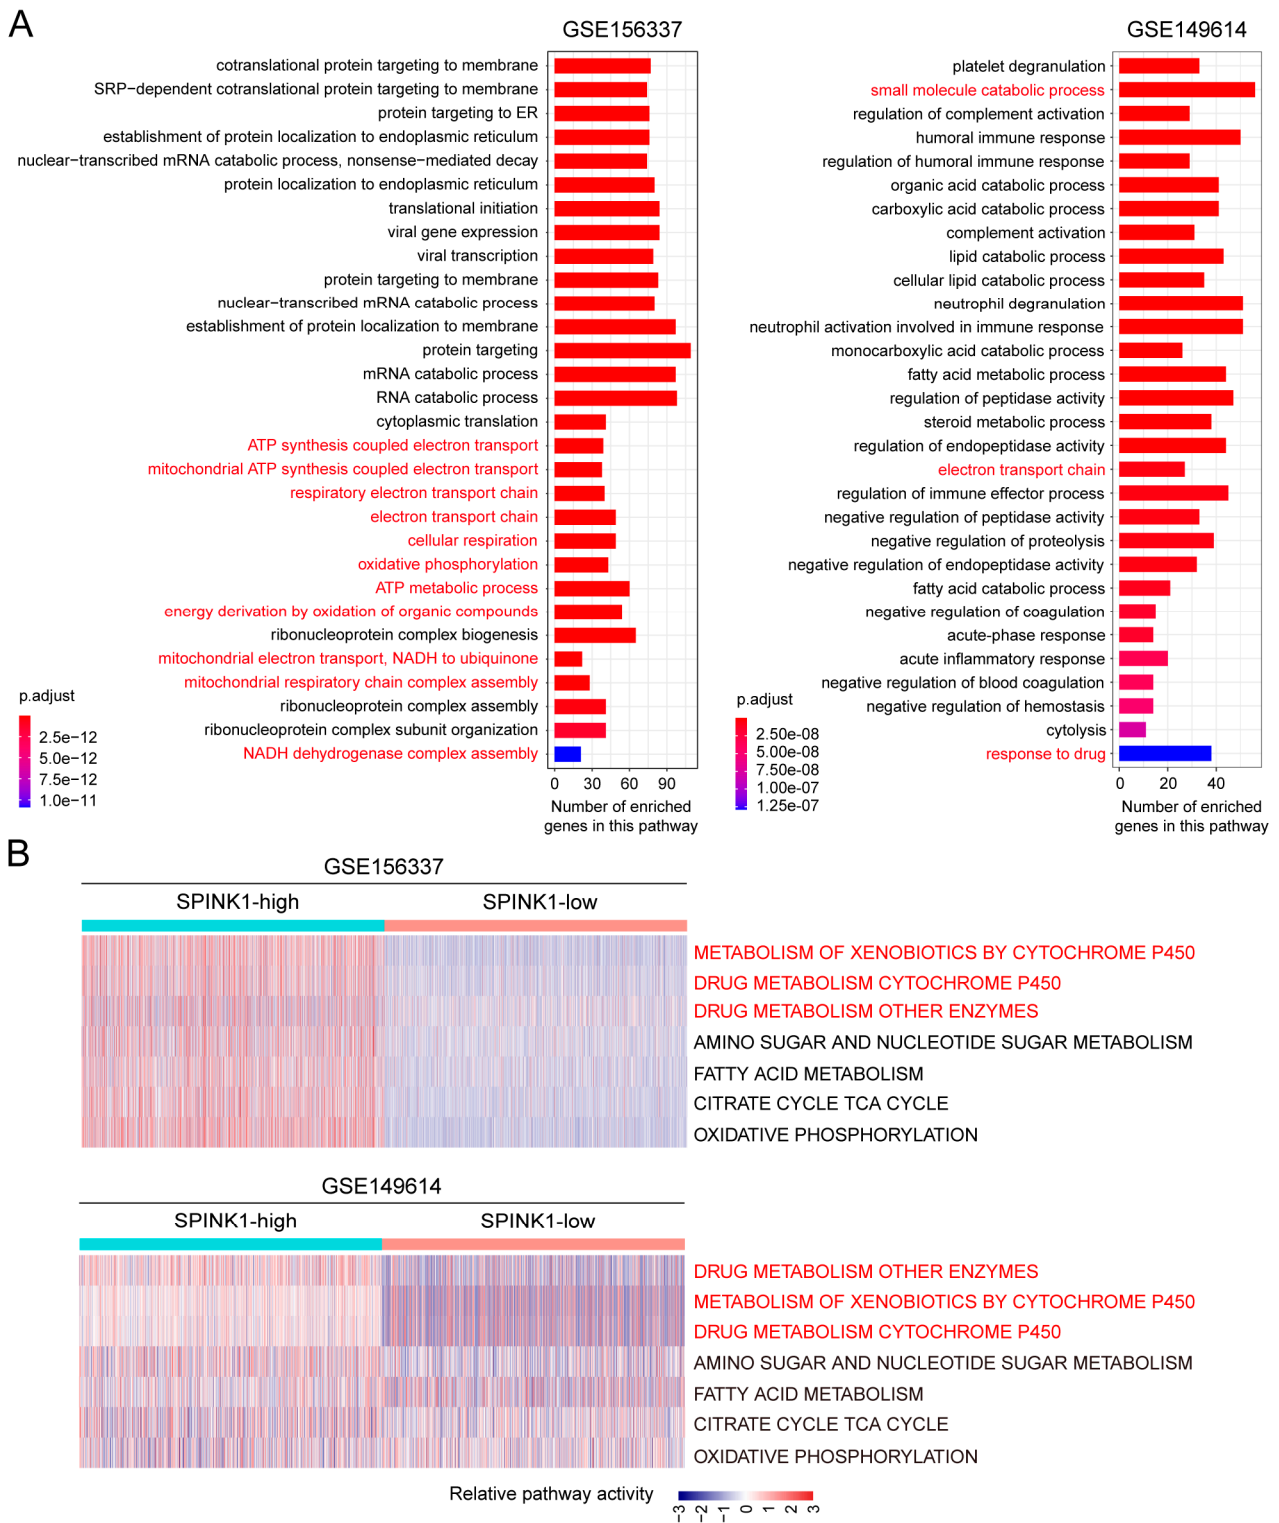 A
GSE156337
cotranslational protein targeting to membrane
SRP−dependent cotranslational protein targeting to membrane
protein targeting to ER
establishment of protein localization to endoplasmic reticulum
nuclear−transcribed mRNA catabolic process, nonsense−mediated decay
protein localization to endoplasmic reticulum
translational initiation
viral gene expression
viral transcription
protein targeting to membrane
nuclear−transcribed mRNA catabolic process
establishment of protein localization to membrane
protein targeting
mRNA catabolic process
RNA catabolic process
cytoplasmic translation
ATP synthesis coupled electron transport
mitochondrial ATP synthesis coupled electron transport
respiratory electron transport chain
electron transport chain
cellular respiration
oxidative phosphorylation
ATP metabolic process
energy derivation by oxidation of organic compounds
ribonucleoprotein complex biogenesis
mitochondrial electron transport, NADH to ubiquinone
mitochondrial respiratory chain complex assembly
ribonucleoprotein complex assembly
ribonucleoprotein complex subunit organization
NADH dehydrogenase complex assembly
p.adjust
2.5e−12
5.0e−12
7.5e−12
1.0e−11
0 30 60 90
Number of enriched
genes in this pathway
GSE149614
platelet degranulation
small molecule catabolic process
regulation of complement activation
humoral immune response
regulation of humoral immune response
organic acid catabolic process
carboxylic acid catabolic process
complement activation
lipid catabolic process
cellular lipid catabolic process
neutrophil degranulation
neutrophil activation involved in immune response
monocarboxylic acid catabolic process
fatty acid metabolic process
regulation of peptidase activity
steroid metabolic process
regulation of endopeptidase activity
electron transport chain
regulation of immune effector process
negative regulation of peptidase activity
negative regulation of proteolysis
negative regulation of endopeptidase activity
fatty acid catabolic process
negative regulation of coagulation
acute-phase response
acute inflammatory response
negative regulation of blood coagulation
negative regulation of hemostasis
cytolysis
response to drug
p.adjust
2.50e-08
5.00e-08
7.50e-08
1.00e-07
1.25e-07
0 20 40
Number of enriched
genes in this pathway
B
GSE156337
SPINK1-high SPINK1-low
METABOLISM OF XENOBIOTICS BY CYTOCHROME P450
DRUG METABOLISM CYTOCHROME P450
DRUG METABOLISM OTHER ENZYMES
AMINO SUGAR AND NUCLEOTIDE SUGAR METABOLISM
FATTY ACID METABOLISM
CITRATE CYCLE TCA CYCLE
OXIDATIVE PHOSPHORYLATION
GSE149614
SPINK1-high SPINK1-low
DRUG METABOLISM OTHER ENZYMES
METABOLISM OF XENOBIOTICS BY CYTOCHROME P450
DRUG METABOLISM CYTOCHROME P450
AMINO SUGAR AND NUCLEOTIDE SUGAR METABOLISM
FATTY ACID METABOLISM
CITRATE CYCLE TCA CYCLE
OXIDATIVE PHOSPHORYLATION
Relative pathway activity
−3 −2 −1 0 1 2 3